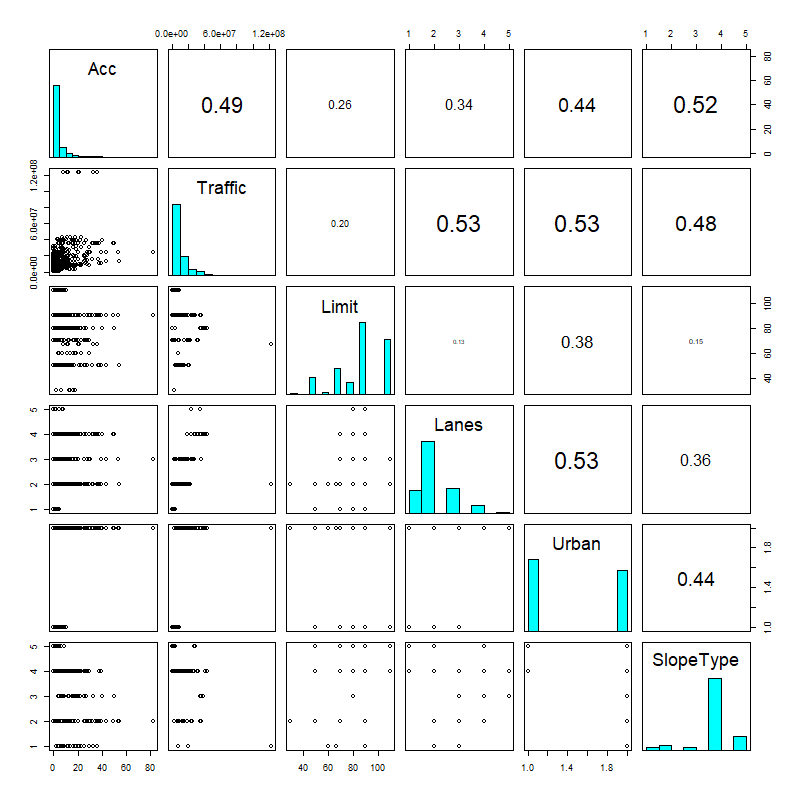 0.0e+00 6.0e+07 1.2e+08 1 2 3 4 5 1 2 3 4 5
Acc 0.49 0.26 0.34 0.44 0.52 0 20 40 60 80
0.0e+00 6.0e+07 1.2e+08 Traffic 0.20 0.53 0.53 0.48
Limit 0.13 0.38 0.15 40 60 80 100
1 2 3 4 5 Lanes 0.53 0.36
Urban 0.44 1.0 1.4 1.8
1 2 3 4 5 SlopeType
0 20 40 60 80 40 60 80 100 1.0 1.4 1.8